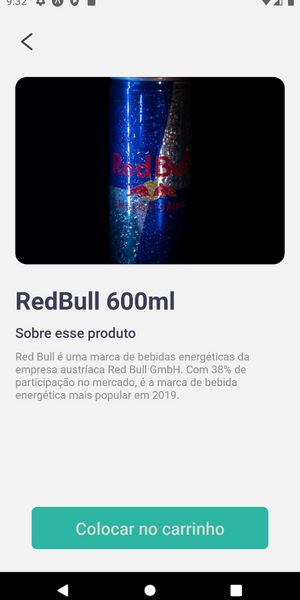 9:32
Red Bull
ENERGY DRINK
RedBull 600ml
Sobre esse produto
Red Bull é uma marca de bebidas energéticas da
empresa austríaca Red Bull GmbH. Com 38% de
participação no mercado, é a marca de bebida
energética mais popular em 2019.
Colocar no carrinho